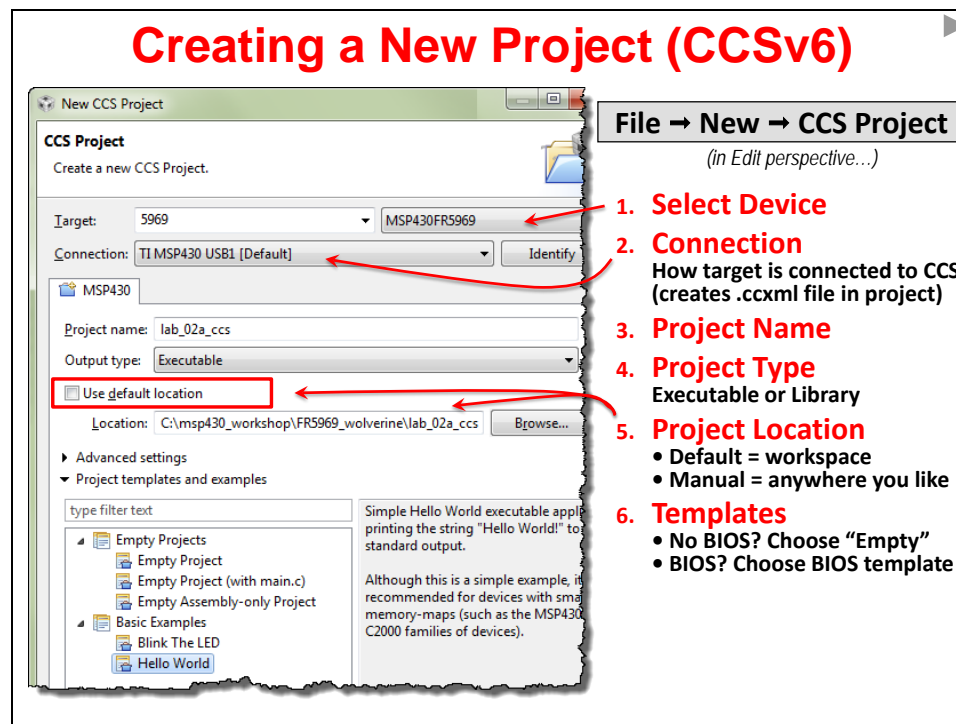 Creating a New Project (CCSv6)
New CCS Project
CCS Project
Create a new CCS Project.
Target: 5969 MSP430FR5969
Connection: TI MSP430 USB1 [Default] Identify
MSP430
Project name: lab_02a_ccs
Output type: Executable
Use default location
Location: C:\msp430_workshop\FR5969_wolverine\lab_02a_ccs Browse...
Advanced settings
Project templates and examples
type filter text
Empty Projects
Empty Project
Empty Project (with main.c)
Empty Assembly-only Project
Basic Examples
Blink The LED
Hello World
Simple Hello World executable appl
printing the string "Hello World!" to
standard output.
Although this is a simple example, it
recommended for devices with sma
memory-maps (such as the MSP430
C2000 families of devices).
File → New → CCS Project
(in Edit perspective…)
1. Select Device
2. Connection
How target is connected to CCS
(creates .ccxml file in project)
3. Project Name
4. Project Type
Executable or Library
5. Project Location
• Default = workspace
• Manual = anywhere you like
6. Templates
• No BIOS? Choose “Empty”
• BIOS? Choose BIOS template